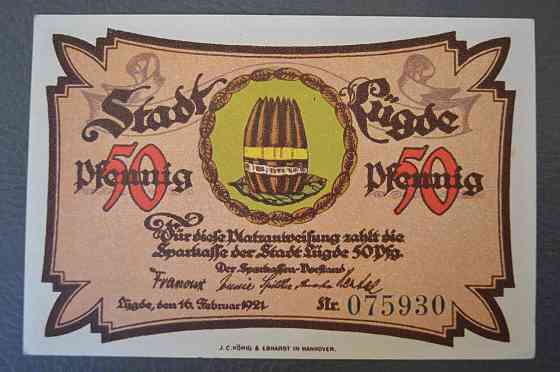 Stadt Lügde
50 Pfennig 50 Pfennig
Für diese Platzanweisung zahlt die
Sparkasse der Stadt Lügde 50 Pfg.
Der Sparkassen-Vorstand
Lügde, den 16. Februar 1921 Nr. 075930
J. C. KÖNIG & EBHARDT IN HANNOVER.